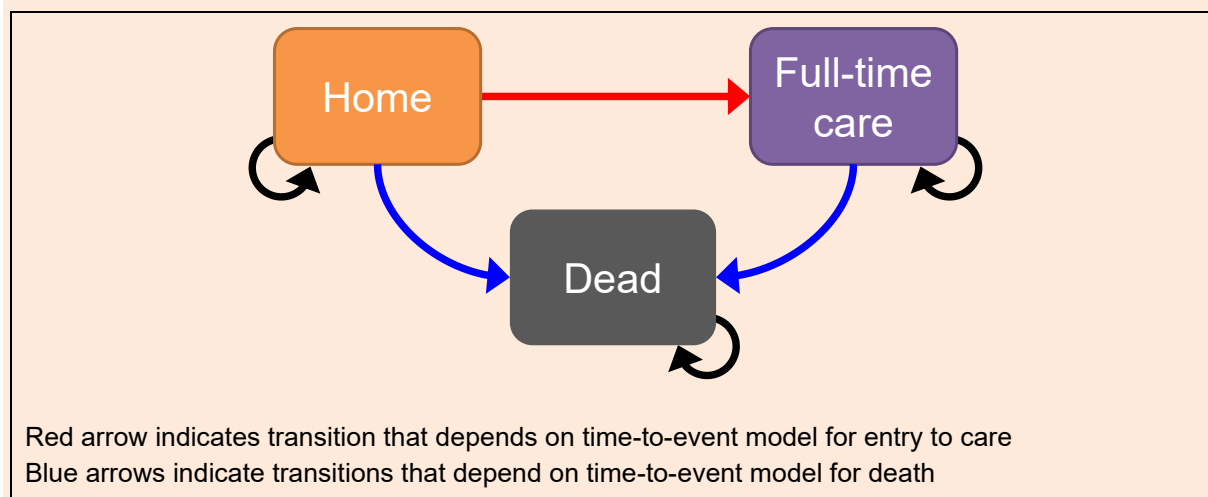 Home
Full-time
care
Dead
Red arrow indicates transition that depends on time-to-event model for entry to care
Blue arrows indicate transitions that depend on time-to-event model for death